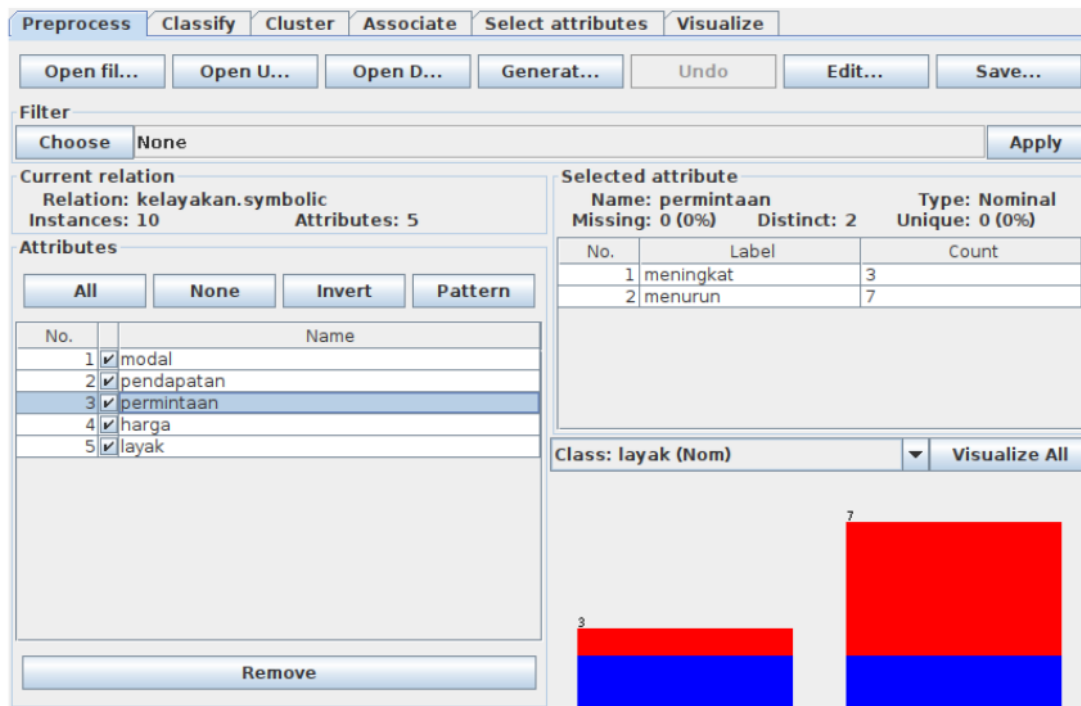 Preprocess Classify Cluster Associate Select attributes Visualize
Open fil... Open U... Open D... Generat... Undo Edit... Save...
Filter
Choose None Apply
Current relation
Relation: kelayakan.symbolic
Instances: 10 Attributes: 5
Attributes
All None Invert Pattern
No. Name
1 modal
2 pendapatan
3 permintaan
4 harga
5 layak
Remove
Selected attribute
Name: permintaan Type: Nominal
Missing: 0 (0%) Distinct: 2 Unique: 0 (0%)
No. Label Count
1 meningkat 3
2 menurun 7
Class: layak (Nom) Visualize All
7
3